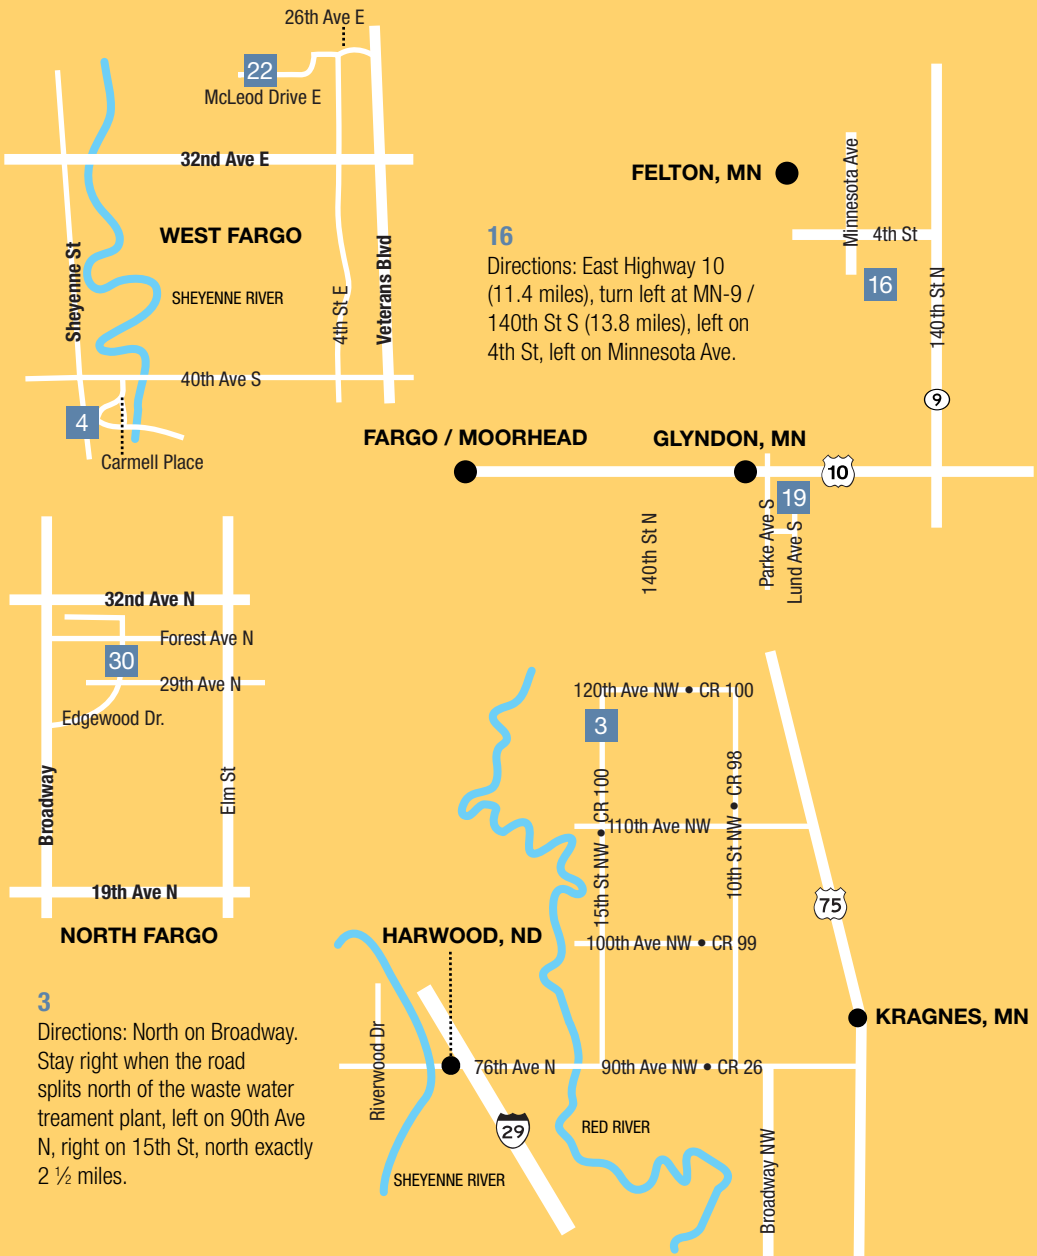 26th Ave E
22
McLeod Drive E
32nd Ave E
WEST FARGO
Sheyenne St
SHEYENNE RIVER
4th St E
Veterans Blvd
40th Ave S
4
Carmell Place
FELTON, MN
Minnesota Ave
4th St
16
140th St N
9
16
Directions: East Highway 10
(11.4 miles), turn left at MN-9 /
140th St S (13.8 miles), left on
4th St, left on Minnesota Ave.
FARGO / MOORHEAD
GLYNDON, MN
10
19
140th St N
Parke Ave S
Lund Ave S
32nd Ave N
Forest Ave N
30
29th Ave N
Edgewood Dr.
Broadway
Elm St
19th Ave N
NORTH FARGO
3
Directions: North on Broadway.
Stay right when the road
splits north of the waste water
treament plant, left on 90th Ave
N, right on 15th St, north exactly
2 ½ miles.
120th Ave NW • CR 100
3
15th St NW • CR 100
10th St NW • CR 98
110th Ave NW
75
100th Ave NW • CR 99
HARWOOD, ND
KRAGNES, MN
Riverwood Dr
76th Ave N
90th Ave NW • CR 26
29
RED RIVER
SHEYENNE RIVER
Broadway NW